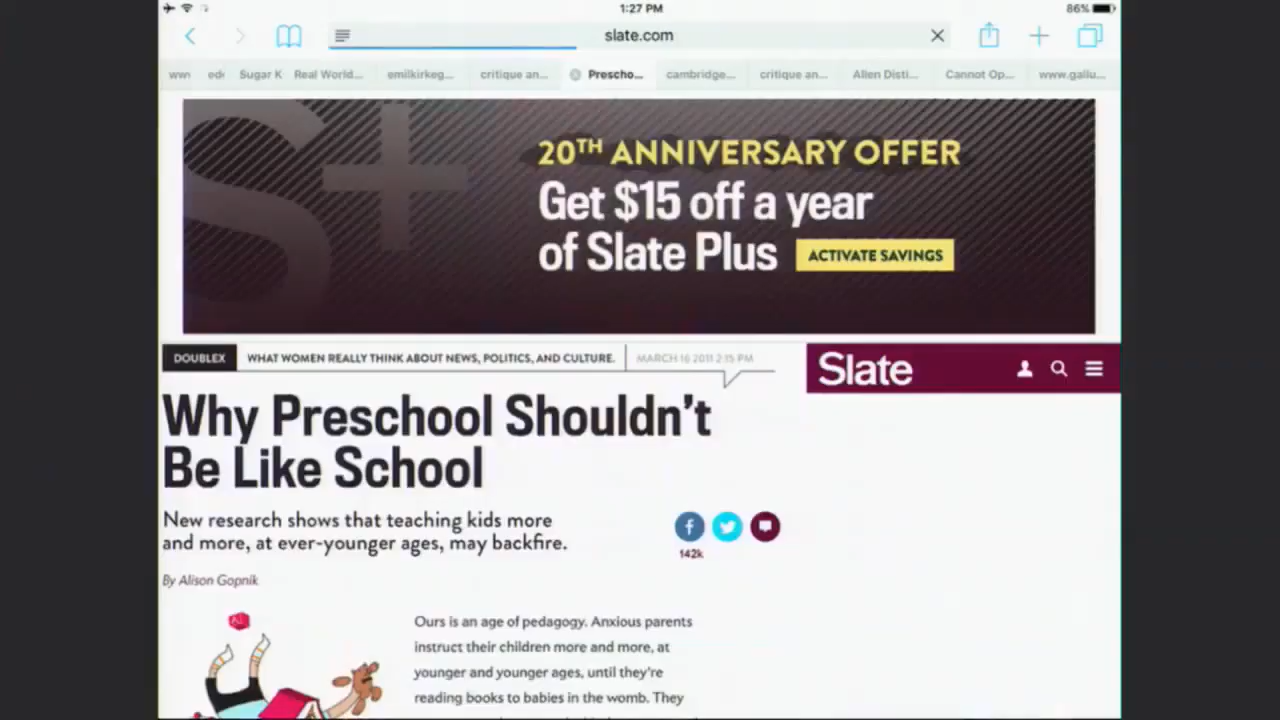 1:27 PM
86%
slate.com
Sugar K
Real World...
emilkirkeg...
critique an...
Prescho...
cambridge...
critique an...
Allen Disti...
Cannot Op...
www.gallu...
S+
20TH ANNIVERSARY OFFER
Get $15 off a year
of Slate Plus
ACTIVATE SAVINGS
DOUBLEX
WHAT WOMEN REALLY THINK ABOUT NEWS, POLITICS, AND CULTURE.
MARCH 16 2011 2:15 PM
Slate
Why Preschool Shouldn't
Be Like School
New research shows that teaching kids more
and more, at ever-younger ages, may backfire.
142k
By Alison Gopnik
Ours is an age of pedagogy. Anxious parents
instruct their children more and more, at
younger and younger ages, until they're
reading books to babies in the womb. They